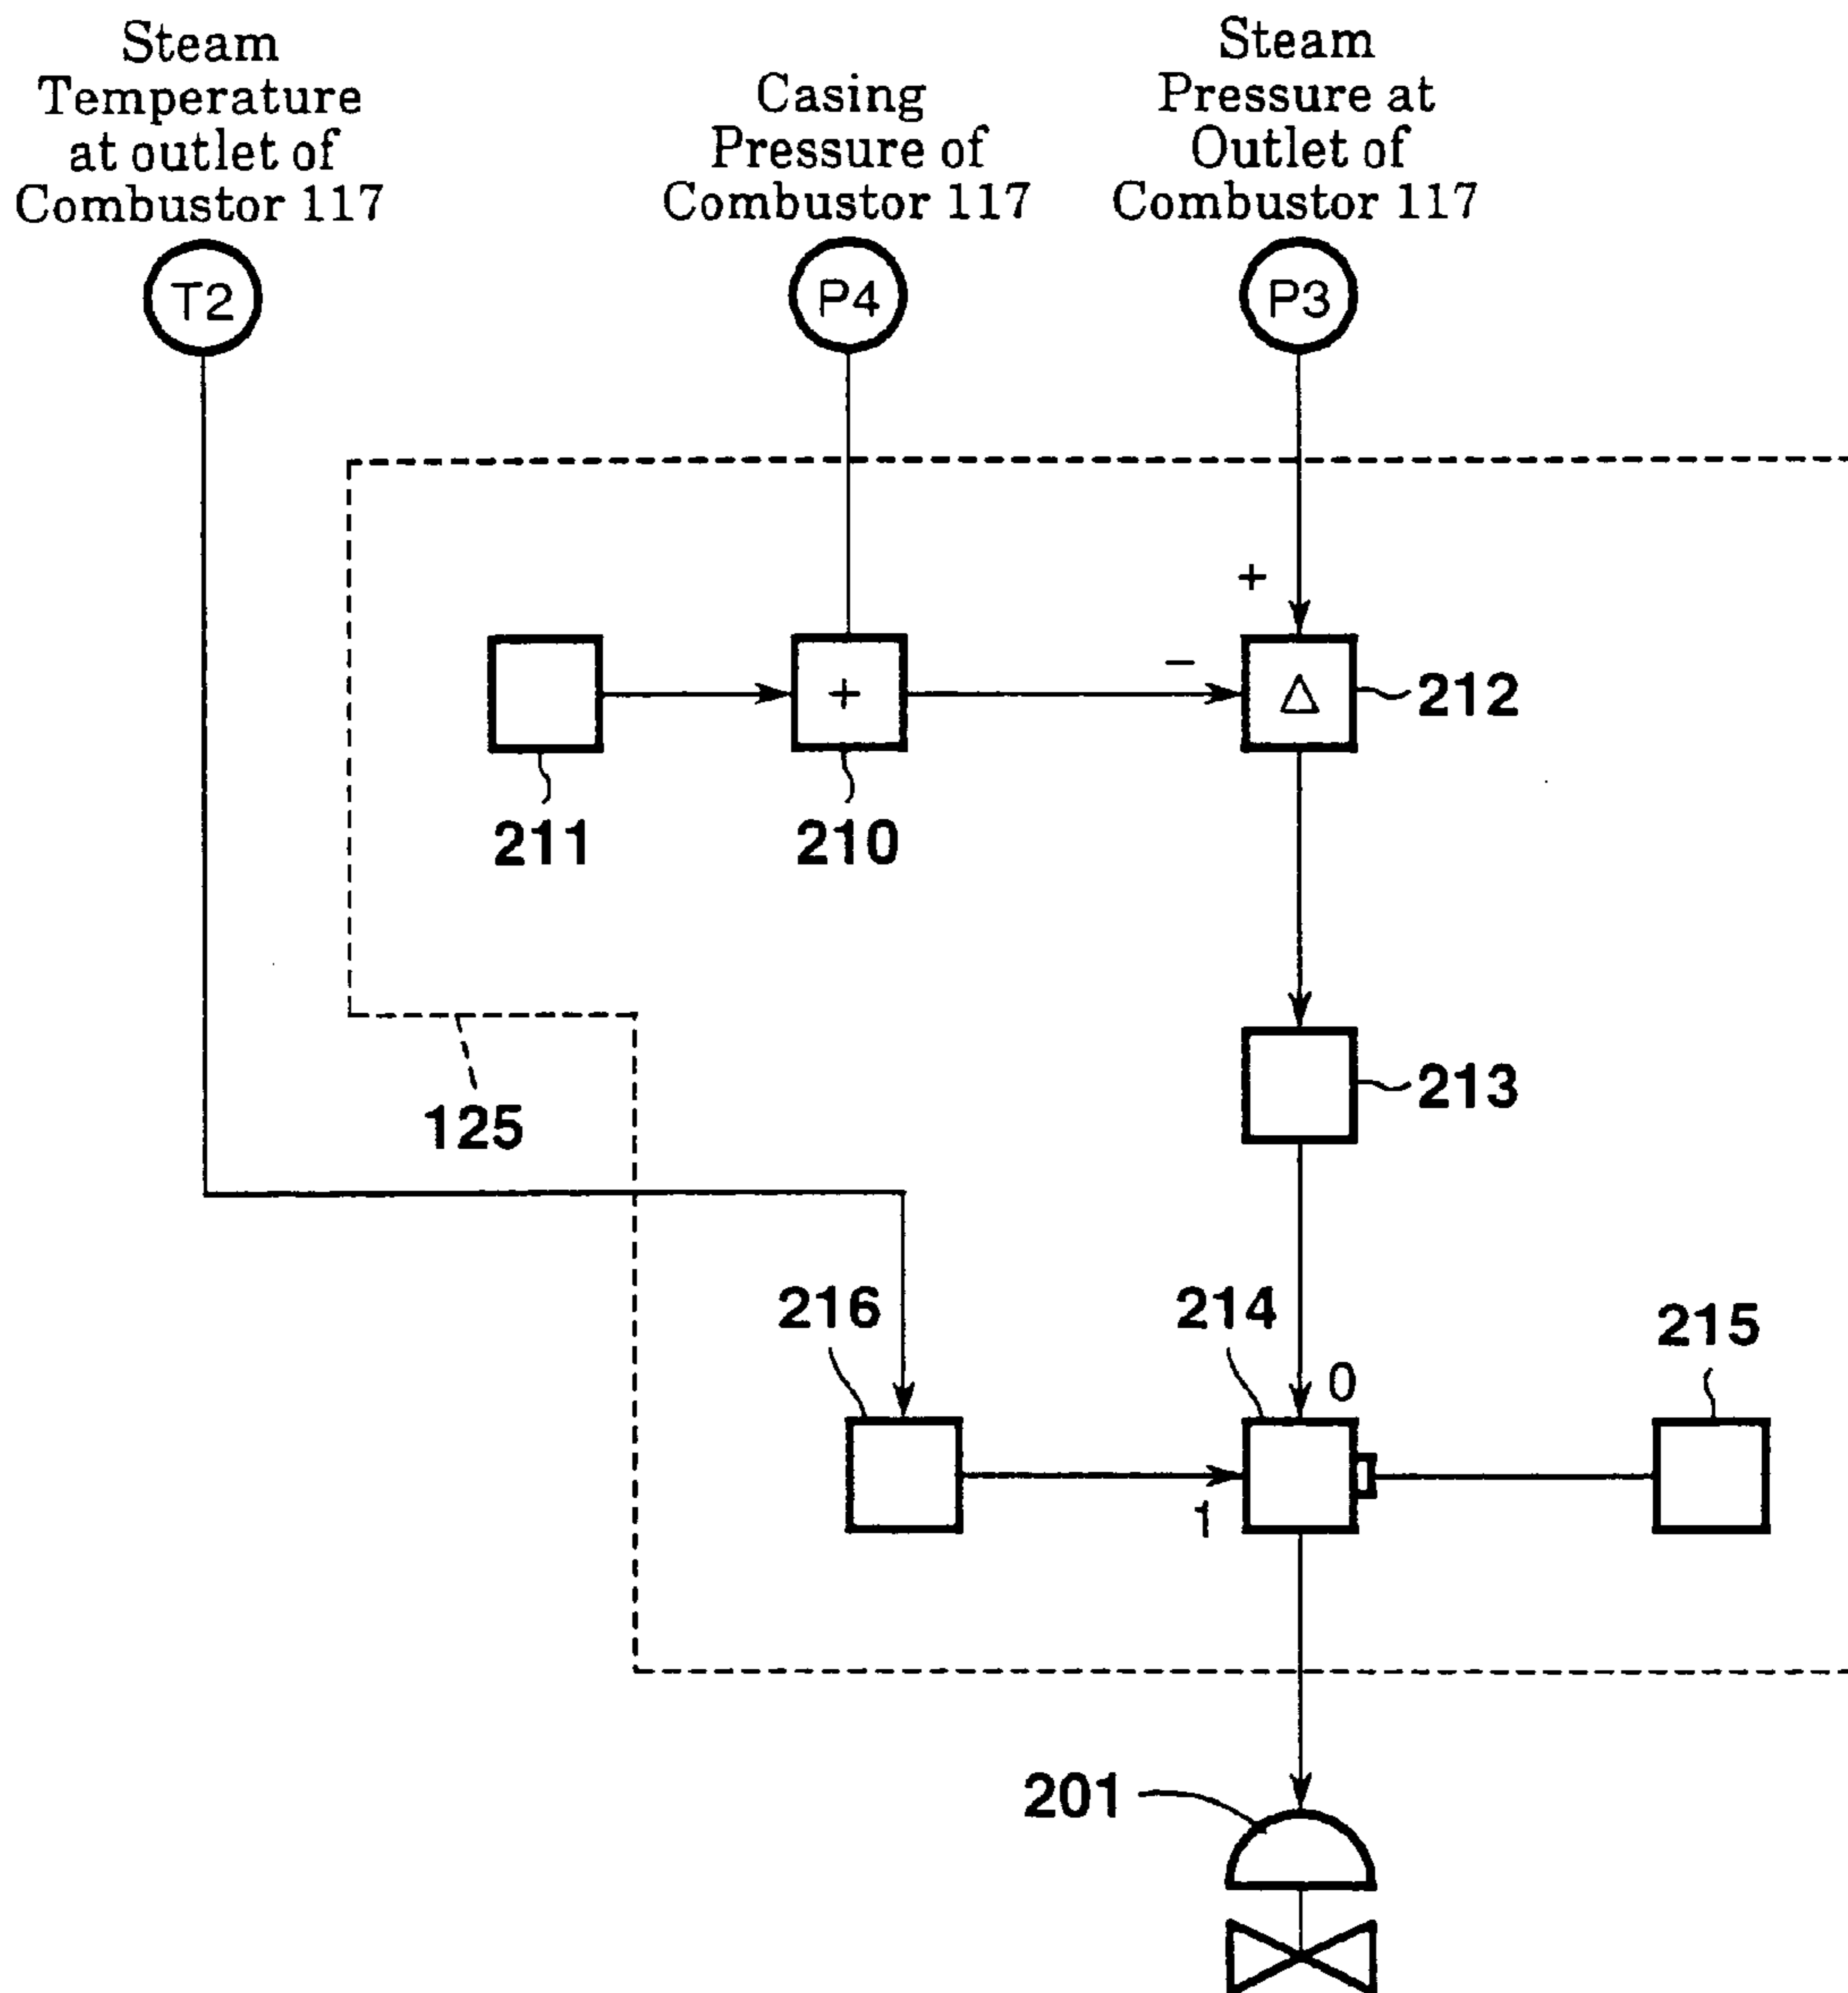 Steam
Temperature
at outlet of
Combustor 117
Casing
Pressure of
Combustor 117
Steam
Pressure at
Outlet of
Combustor 117
T2
P4
P3
+
−
+
△
212
211
210
213
125
216
214
0
215
1
201